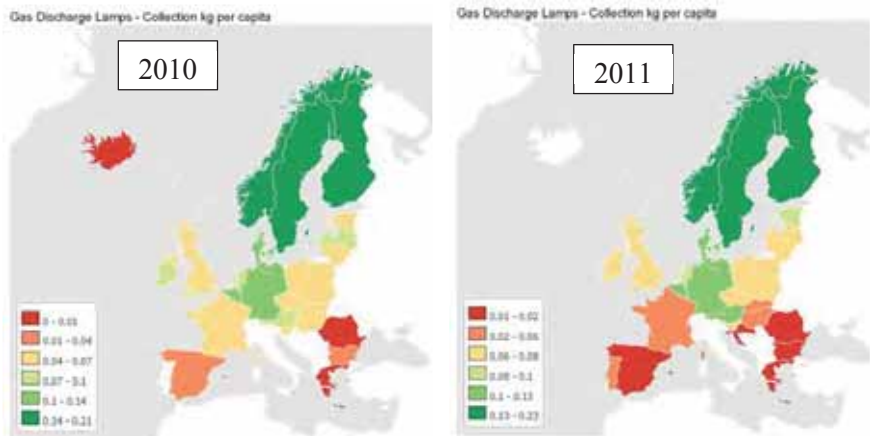 Gas Discharge Lamps - Collection kg per capita
2010
0 - 0.01
0.01 - 0.04
0.04 - 0.07
0.07 - 0.1
0.1 - 0.14
0.14 - 0.21
Gas Discharge Lamps - Collection kg per capita
2011
0.01 - 0.02
0.02 - 0.06
0.06 - 0.08
0.08 - 0.1
0.1 - 0.13
0.13 - 0.23